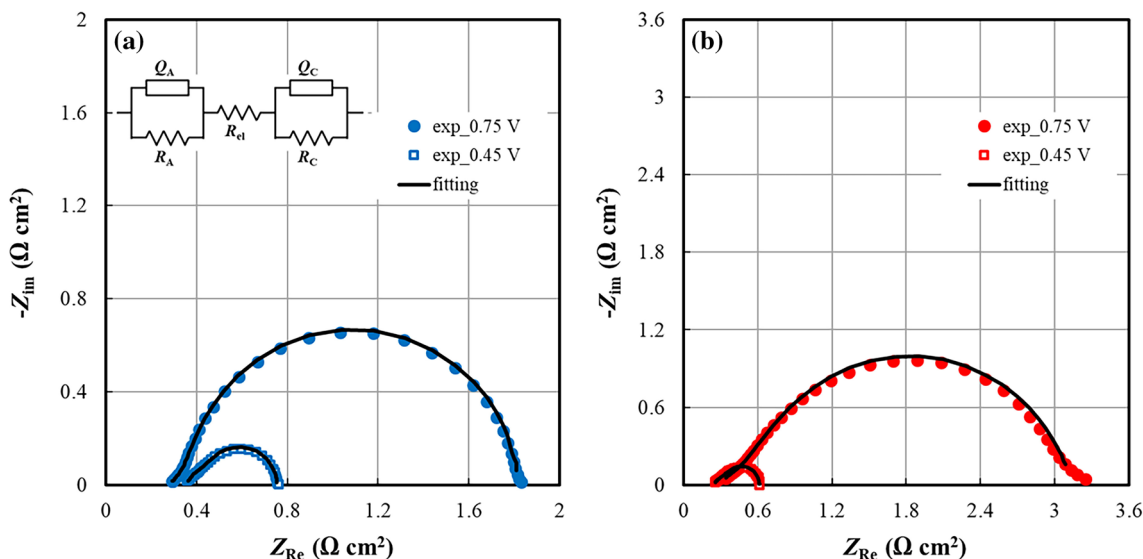 (a)
Q_A
Q_C
R_el
R_A
R_C
exp_0.75 V
exp_0.45 V
fitting
2
1.6
1.2
0.8
0.4
0
0 0.4 0.8 1.2 1.6 2
-Z_im (Ω cm²)
Z_Re (Ω cm²)
(b)
exp_0.75 V
exp_0.45 V
fitting
3.6
3
2.4
1.8
1.2
0.6
0
0 0.6 1.2 1.8 2.4 3 3.6
-Z_im (Ω cm²)
Z_Re (Ω cm²)